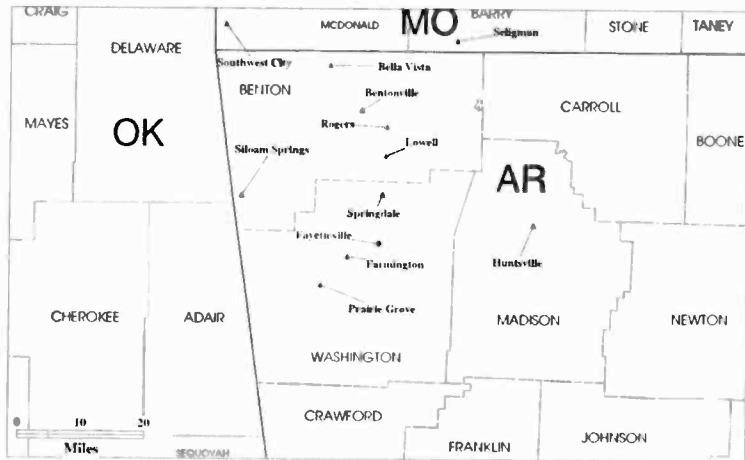 CRAIG
DELAWARE
MCDONALD
MO
BARRY
Seligman
STONE
TANEY
Southwest City
Bella Vista
MAYES
BENTON
Bentonville
CARROLL
OK
Rogers
BOONE
Siloam Springs
Lowell
AR
Springdale
Fayetteville
Farmington
Huntsville
CHEROKEE
ADAIR
Prairie Grove
MADISON
NEWTON
WASHINGTON
0 10 20
Miles
CRAWFORD
FRANKLIN
JOHNSON
SEQUOYAH